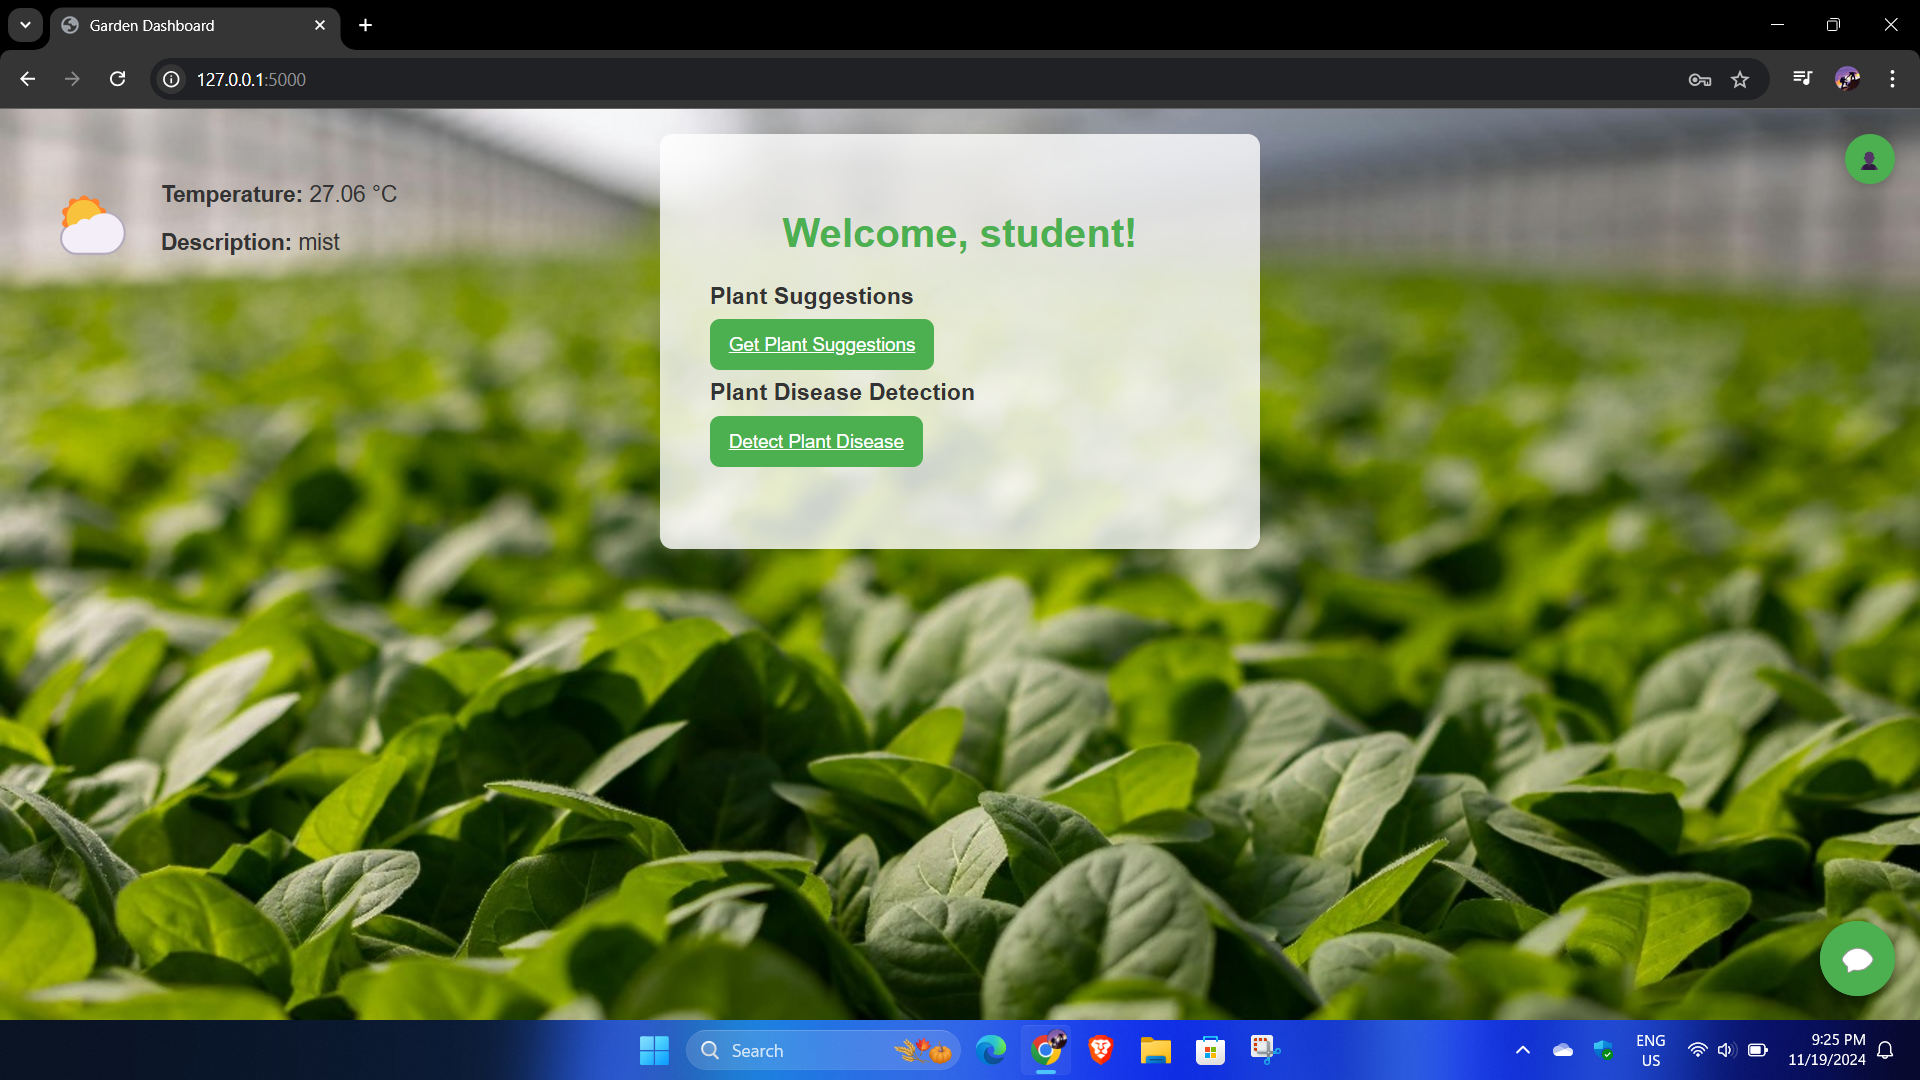 Garden Dashboard
127.0.0.1:5000
Temperature: 27.06 °C
Description: mist
Welcome, student!
Plant Suggestions
Get Plant Suggestions
Plant Disease Detection
Detect Plant Disease
Search
ENG
US
9:25 PM
11/19/2024